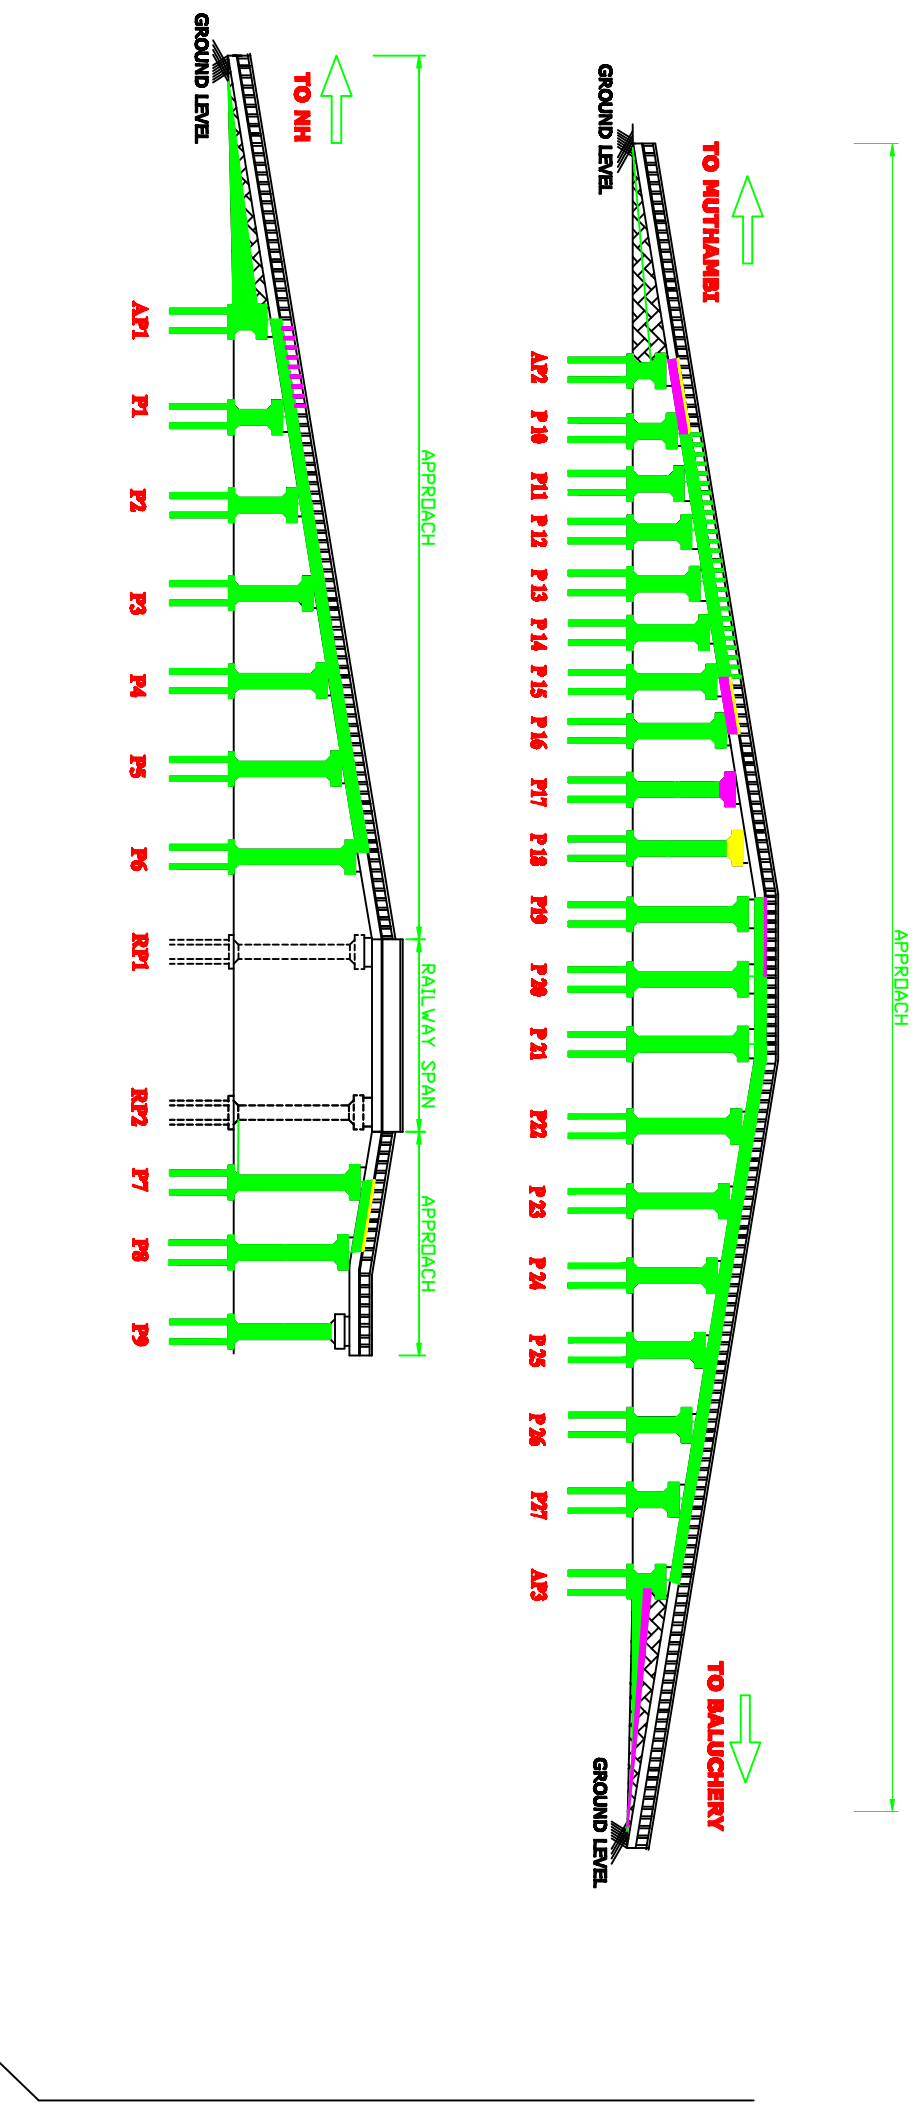 APPROACH
TO MUTHAMBI
TO BALUCHERY
GROUND LEVEL
GROUND LEVEL
AP2 P10 P11 P12 P13 P14 P15 P16 P17 P18 P19 P20 P21 P22 P23 P24 P25 P26 P27 AP3
APPROACH RAILWAY SPAN APPROACH
TO NH
GROUND LEVEL
AP1 P1 P2 P3 P4 P5 P6 RP1 RP2 P7 P8 P9